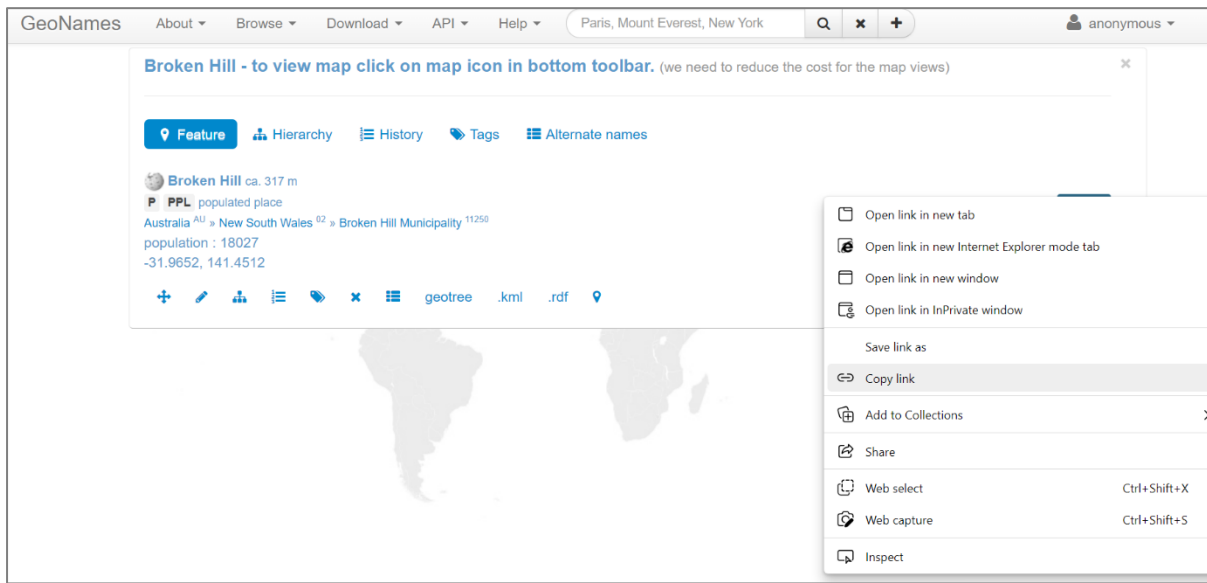 GeoNames About Browse Download API Help Paris, Mount Everest, New York anonymous
Broken Hill - to view map click on map icon in bottom toolbar. (we need to reduce the cost for the map views) ×
Feature Hierarchy History Tags Alternate names
Broken Hill ca. 317 m
P PPL populated place
Australia AU » New South Wales 02 » Broken Hill Municipality 11250
population : 18027
-31.9652, 141.4512
geotree .kml .rdf
Open link in new tab
Open link in new Internet Explorer mode tab
Open link in new window
Open link in InPrivate window
Save link as
Copy link
Add to Collections
Share
Web select Ctrl+Shift+X
Web capture Ctrl+Shift+S
Inspect